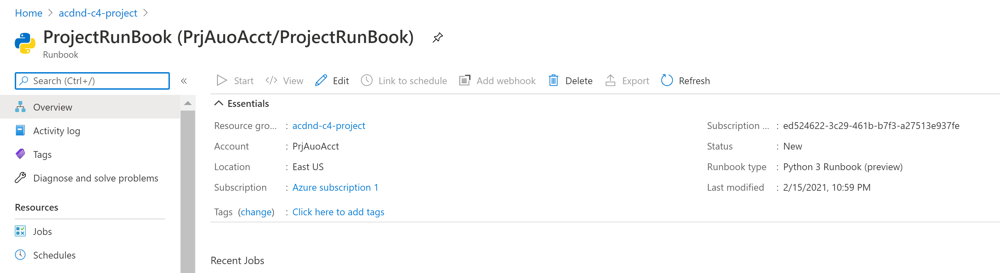 Home > acdnd-c4-project >
ProjectRunBook (PrjAuoAcct/ProjectRunBook)
Runbook
Search (Ctrl+/) «
Start </> View Edit Link to schedule Add webhook Delete Export Refresh
Overview
Activity log
Tags
Diagnose and solve problems
Resources
Jobs
Schedules
Essentials
Resource gro... : acdnd-c4-project
Account : PrjAuoAcct
Location : East US
Subscription : Azure subscription 1
Tags (change) : Click here to add tags
Subscription ... : ed524622-3c29-461b-b7f3-a27513e937fe
Status : New
Runbook type : Python 3 Runbook (preview)
Last modified : 2/15/2021, 10:59 PM
Recent Jobs